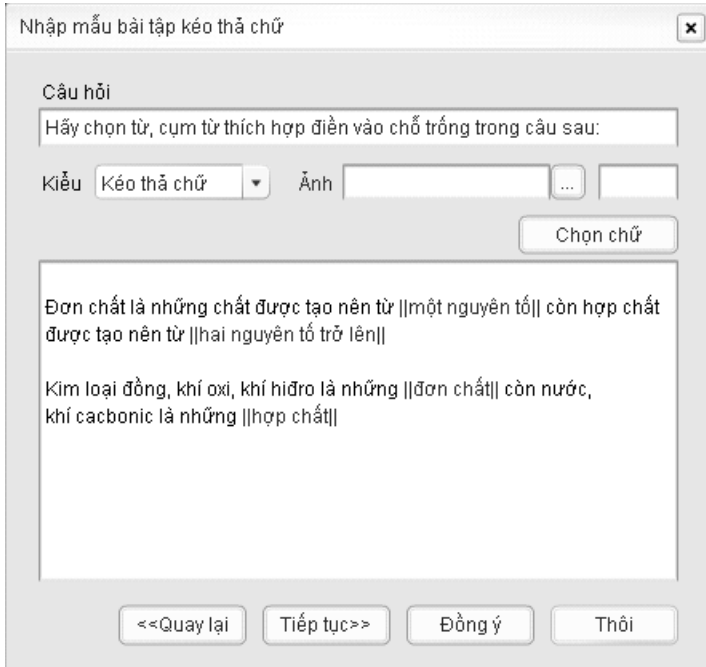 Nhập mẫu bài tập kéo thả chữ
Câu hỏi
Hãy chọn từ, cụm từ thích hợp điền vào chỗ trống trong câu sau:
Kiểu Kéo thả chữ Ảnh ...
Chọn chữ
Đơn chất là những chất được tạo nên từ ||một nguyên tố|| còn hợp chất
được tạo nên từ ||hai nguyên tố trở lên||
Kim loại đồng, khí oxi, khí hiđro là những ||đơn chất|| còn nước,
khí cacbonic là những ||hợp chất||
<<Quay lại Tiếp tục>> Đồng ý Thôi